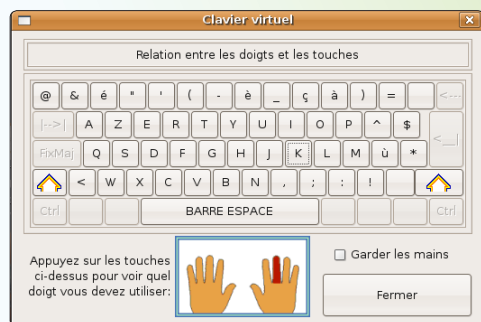 Clavier virtuel
Relation entre les doigts et les touches
@ & é " ' ( - è _ ç à ) = <---
|-->| A Z E R T Y U I O P ^ $
<__|
FixMaj Q S D F G H J K L M ù *
< W X C V B N , ; : !
Ctrl BARRE ESPACE Ctrl
Appuyez sur les touches
ci-dessus pour voir quel
doigt vous devez utiliser:
Garder les mains
Fermer